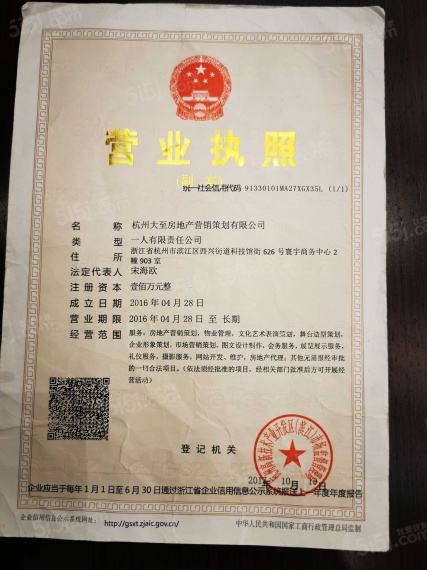 营业执照
(副 本)
统一社会信用代码 91330101MA27XGX35L (1/1)
名 称 杭州大至房地产营销策划有限公司
类 型 一人有限责任公司
住 所 浙江省杭州市滨江区西兴街道科技馆街 626 号寰宇商务中心 2
幢 903 室
法定代表人 宋海欧
注册资本 壹佰万元整
成立日期 2016 年 04 月 28 日
营业期限 2016 年 04 月 28 日 至 长期
经营范围 服务：房地产营销策划，物业管理，文化艺术表演策划，舞台造型策划，
企业形象策划，市场营销策划，图文设计制作，会务服务，展览展示服务，
礼仪服务，摄影服务，网站开发、维护，房地产代理；其他无需报经审批
的一切合法项目。（依法须经批准的项目，经相关部门批准后方可开展经
营活动）
登记机关
10 月
企业应当于每年 1 月 1 日至 6 月 30 日通过浙江省企业信用信息公示系统报送上一年度年度报告
企业信用信息公示系统网址： http://gsxt.zjaic.gov.cn/ 中华人民共和国国家工商行政管理总局监制